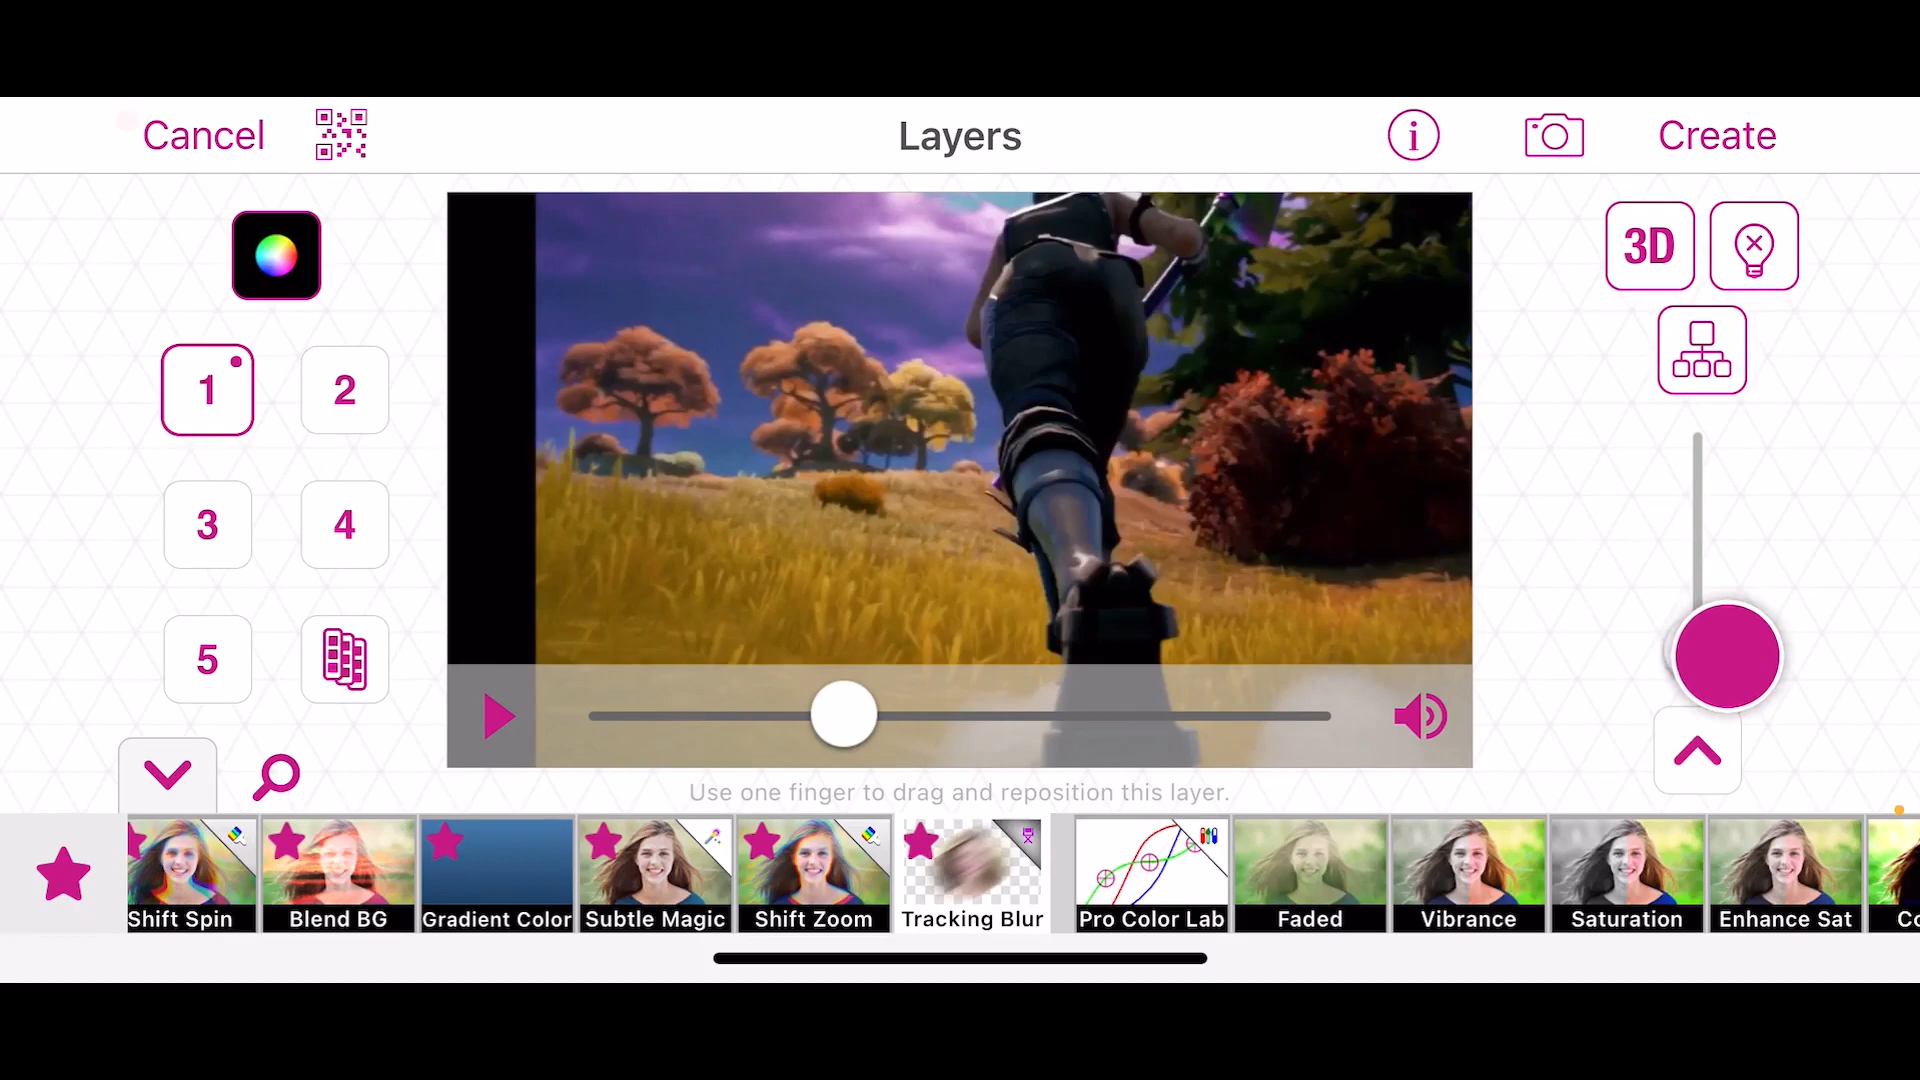 Cancel
Layers
i
Create
3D
1
2
3
4
5
Use one finger to drag and reposition this layer.
Shift Spin
Blend BG
Gradient Color
Subtle Magic
Shift Zoom
Tracking Blur
Pro Color Lab
Faded
Vibrance
Saturation
Enhance Sat